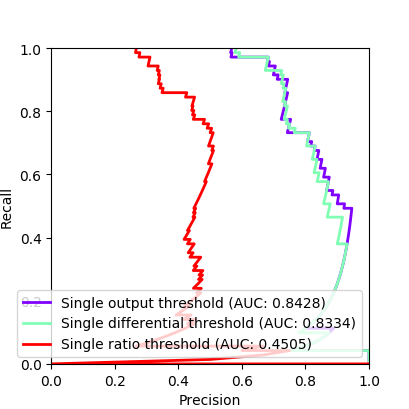 1.0
0.8
0.6
0.4
0.2
0.0
Recall
Single output threshold (AUC: 0.8428)
Single differential threshold (AUC: 0.8334)
Single ratio threshold (AUC: 0.4505)
0.0 0.2 0.4 0.6 0.8 1.0
Precision